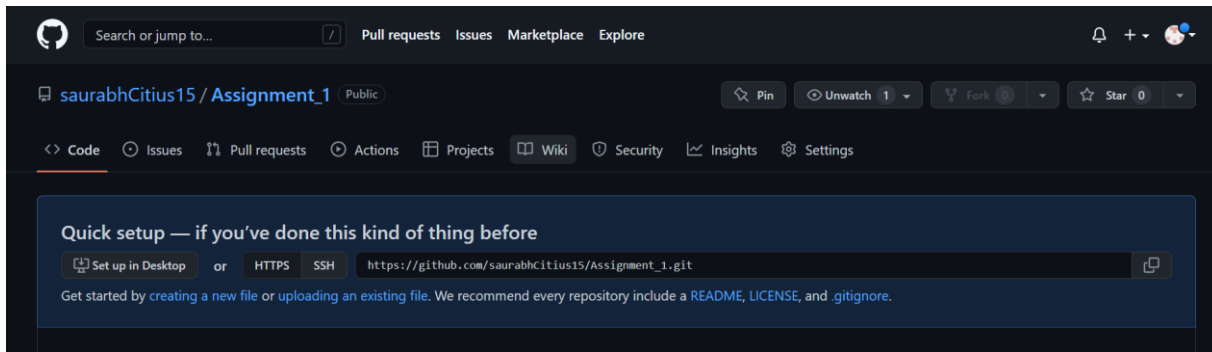 Search or jump to... / Pull requests Issues Marketplace Explore
saurabhCitius15 / Assignment_1 Public Pin Unwatch 1 Fork 0 Star 0
<> Code Issues Pull requests Actions Projects Wiki Security Insights Settings
Quick setup — if you've done this kind of thing before
Set up in Desktop or HTTPS SSH https://github.com/saurabhCitius15/Assignment_1.git
Get started by creating a new file or uploading an existing file. We recommend every repository include a README, LICENSE, and .gitignore.